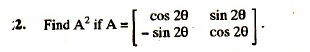 2. Find A² if A = [ cos 2θ sin 2θ
- sin 2θ cos 2θ ] .